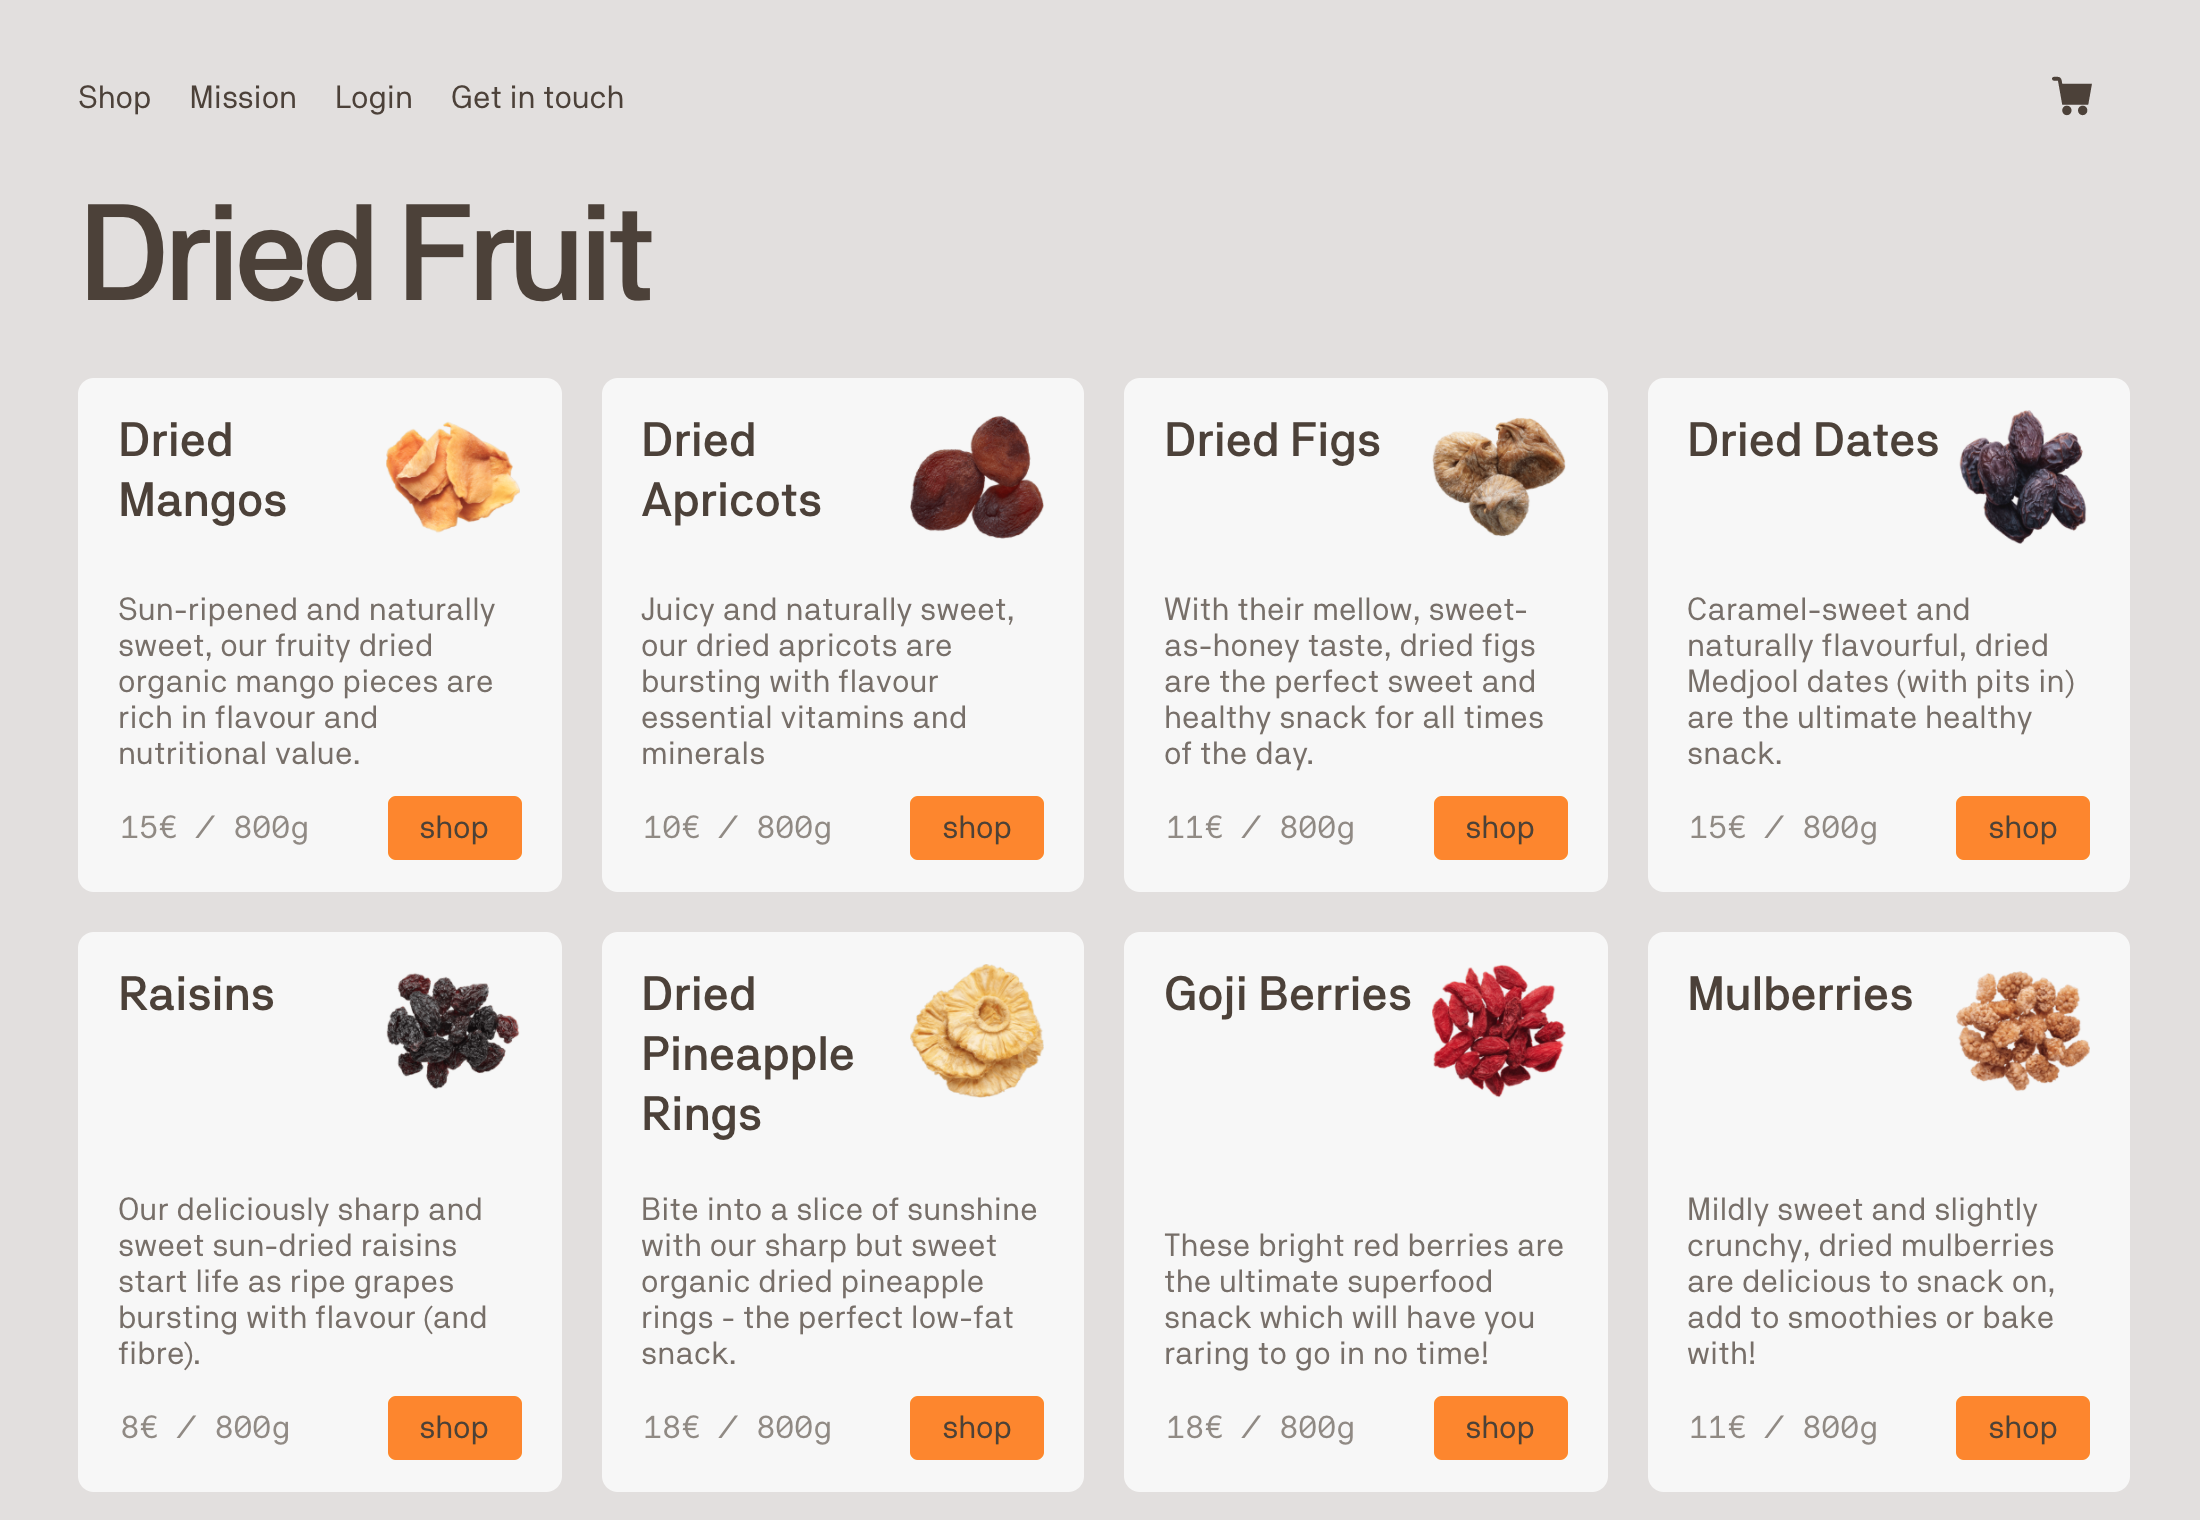 Shop Mission Login Get in touch
Dried Fruit
Dried
Mangos
Sun-ripened and naturally
sweet, our fruity dried
organic mango pieces are
rich in flavour and
nutritional value.
15€ / 800g
shop
Dried
Apricots
Juicy and naturally sweet,
our dried apricots are
bursting with flavour
essential vitamins and
minerals
10€ / 800g
shop
Dried Figs
With their mellow, sweet-
as-honey taste, dried figs
are the perfect sweet and
healthy snack for all times
of the day.
11€ / 800g
shop
Dried Dates
Caramel-sweet and
naturally flavourful, dried
Medjool dates (with pits in)
are the ultimate healthy
snack.
15€ / 800g
shop
Raisins
Our deliciously sharp and
sweet sun-dried raisins
start life as ripe grapes
bursting with flavour (and
fibre).
8€ / 800g
shop
Dried
Pineapple
Rings
Bite into a slice of sunshine
with our sharp but sweet
organic dried pineapple
rings - the perfect low-fat
snack.
18€ / 800g
shop
Goji Berries
These bright red berries are
the ultimate superfood
snack which will have you
raring to go in no time!
18€ / 800g
shop
Mulberries
Mildly sweet and slightly
crunchy, dried mulberries
are delicious to snack on,
add to smoothies or bake
with!
11€ / 800g
shop